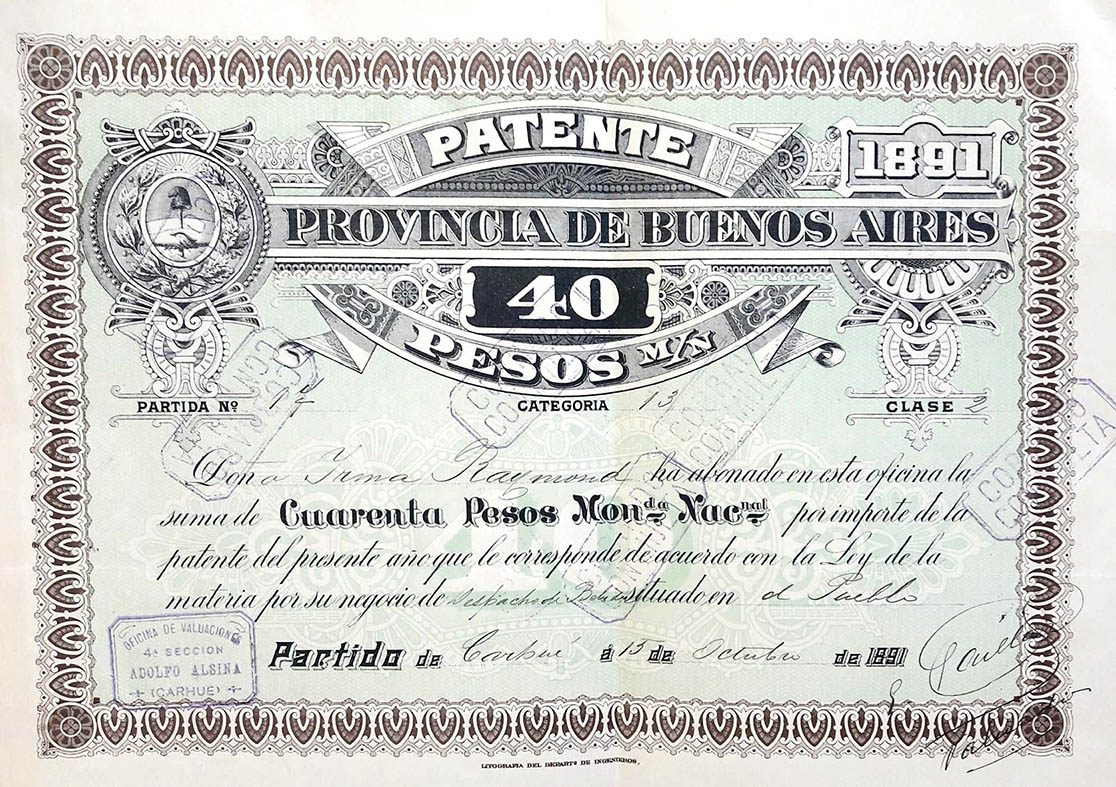 PATENTE
1891
PROVINCIA DE BUENOS AIRES
40
PESOS M/N
PARTIDA Nº
CATEGORIA 13
CLASE 2
Don a Irma Raymond ha abonado en esta oficina la
suma de Cuarenta Pesos Mon.da Nac.nal por importe de la
patente del presente año que le corresponde de acuerdo con la Ley de la
materia por su negocio de Despacho de Bebidas situado en el Pueblo
Partido de Carhué á 15 de Octubro de 1891
OFICINA DE VALUACIONES
4ª SECCION
ADOLFO ALSINA
(CARHUE)
LITOGRAFIA DEL DEPARTº DE INGENIEROS.